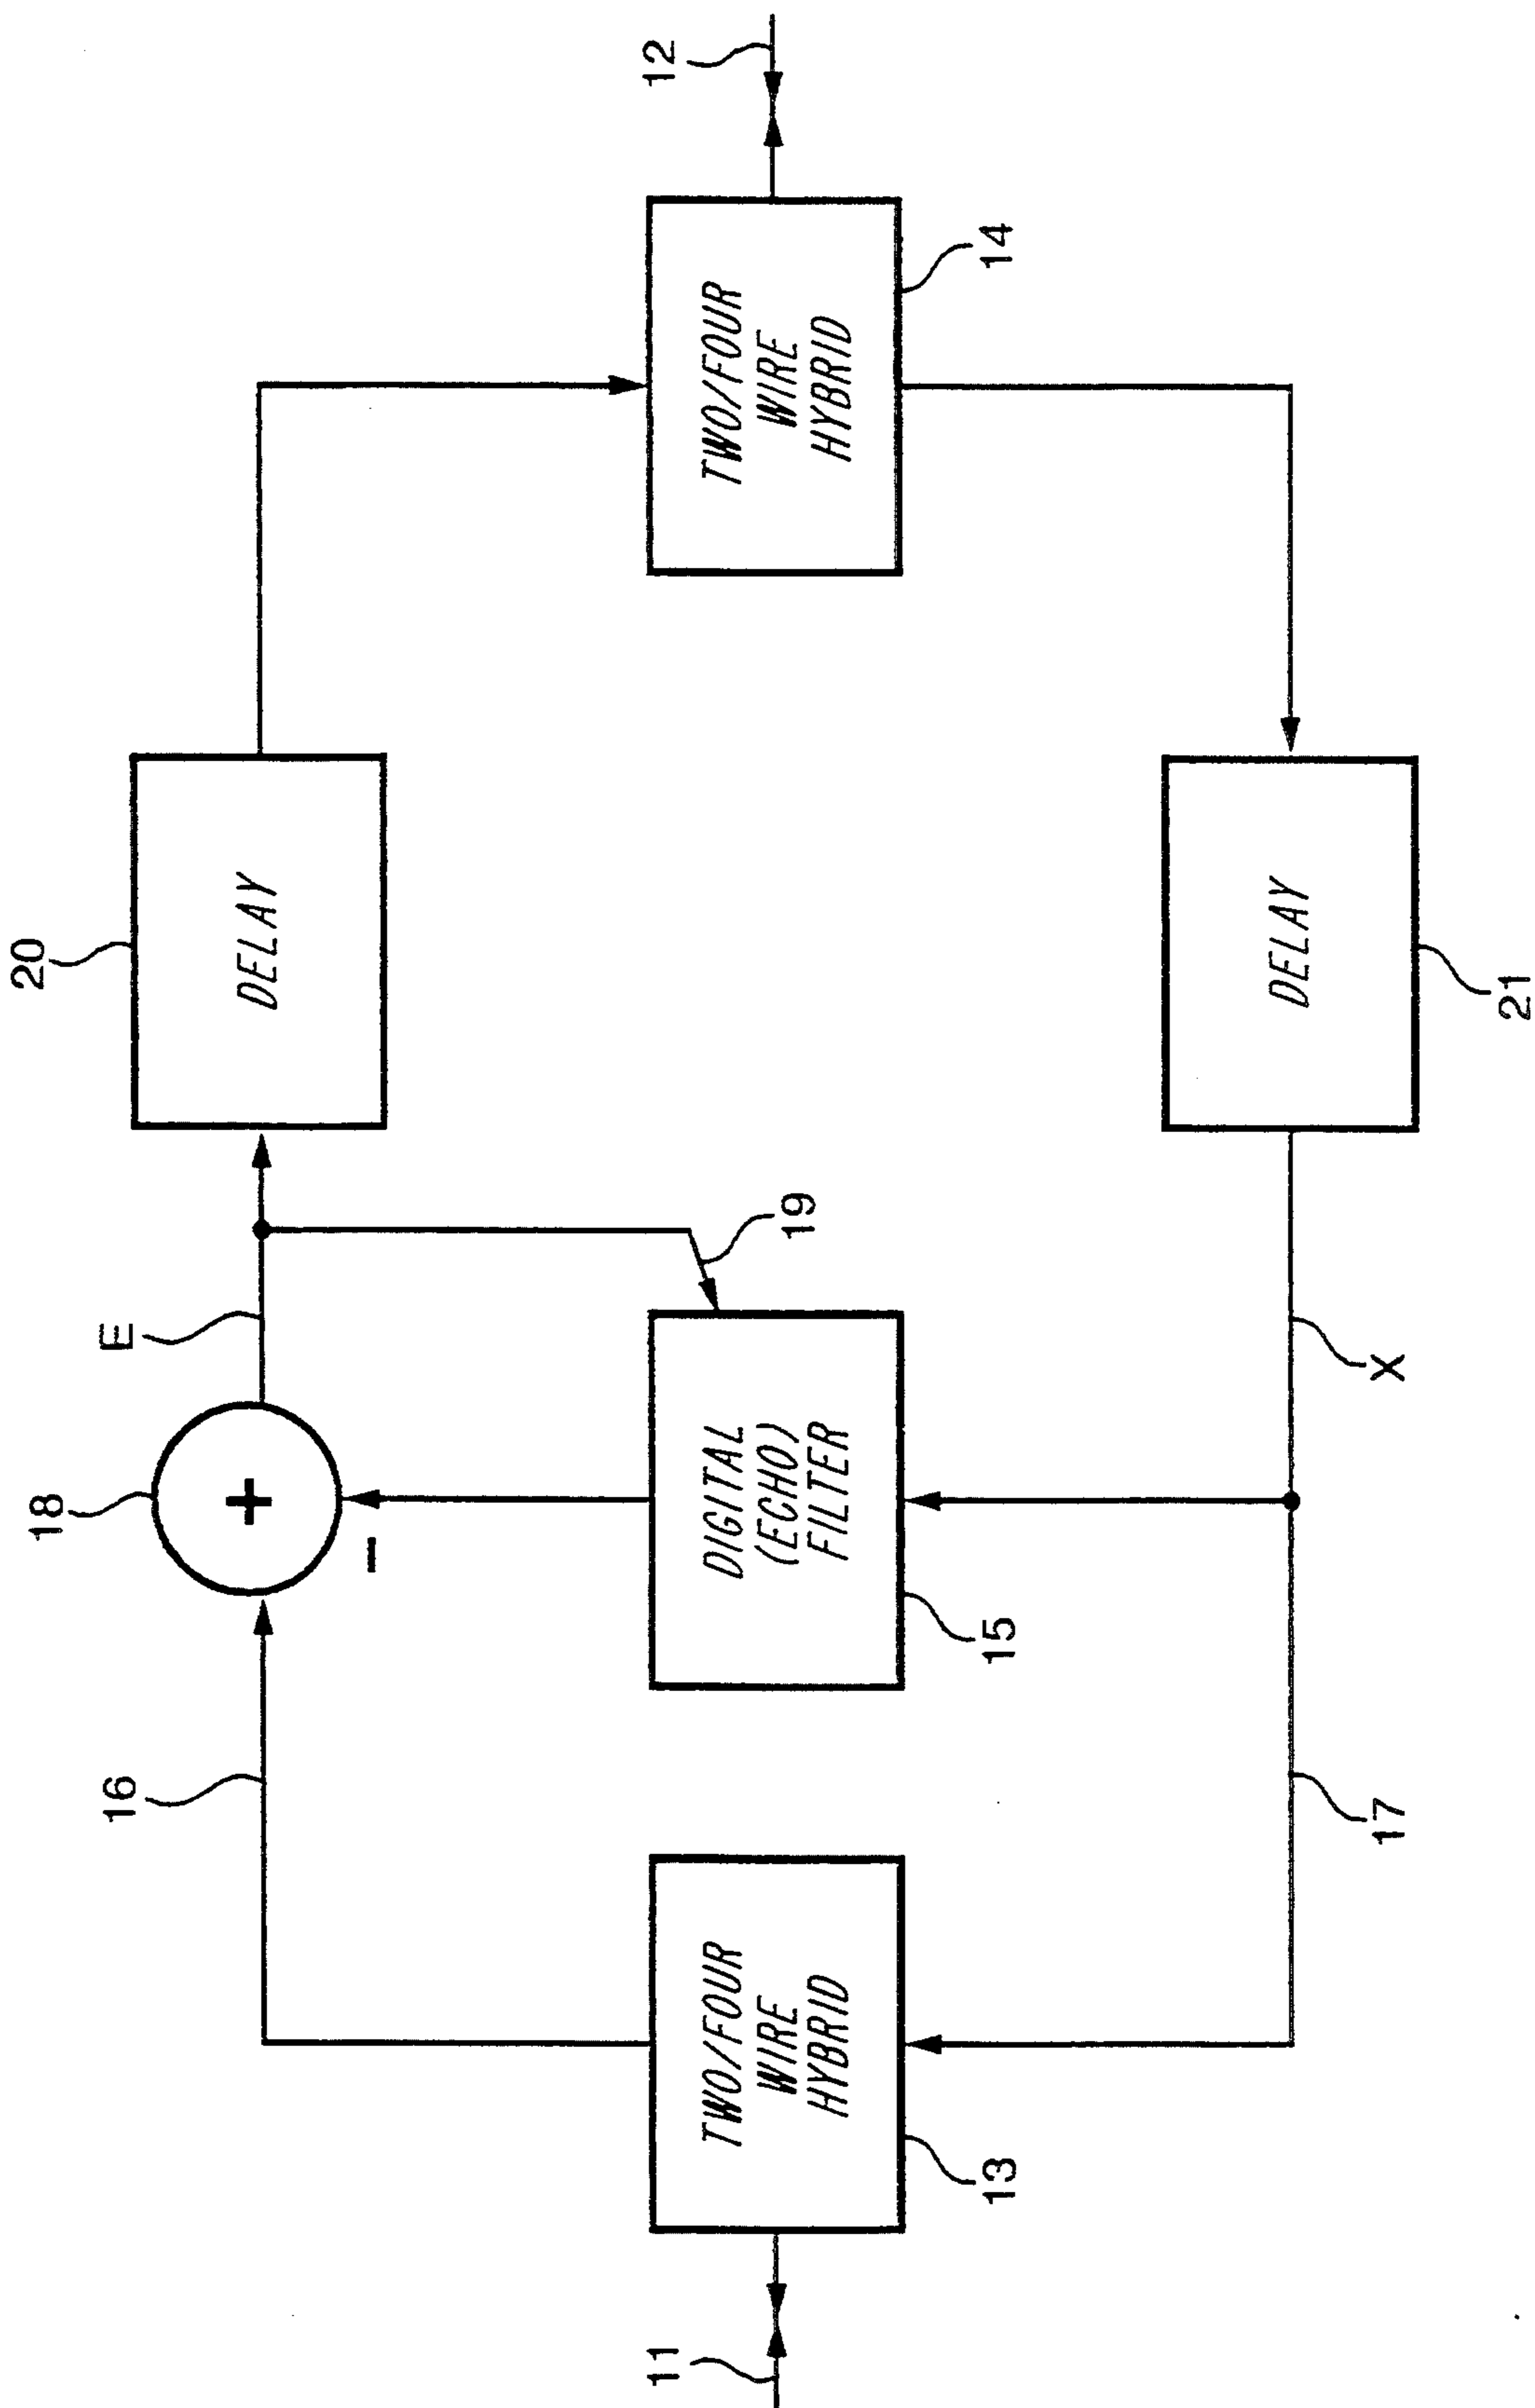 20
DELAY
E
18
+
-
16
19
12
TWO/FOUR
WIRE
HYBRID
14
DIGITAL
(ECHO)
FILTER
15
TWO/FOUR
WIRE
HYBRID
13
11
DELAY
21
X
17